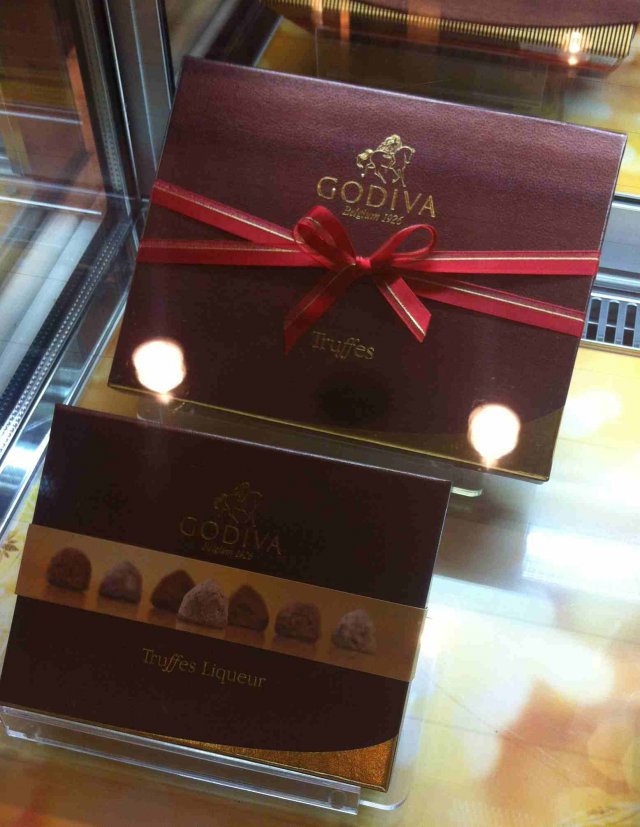 GODIVA
Belgium 1926
Truffes
GODIVA
Belgium 1926
Truffes Liqueur